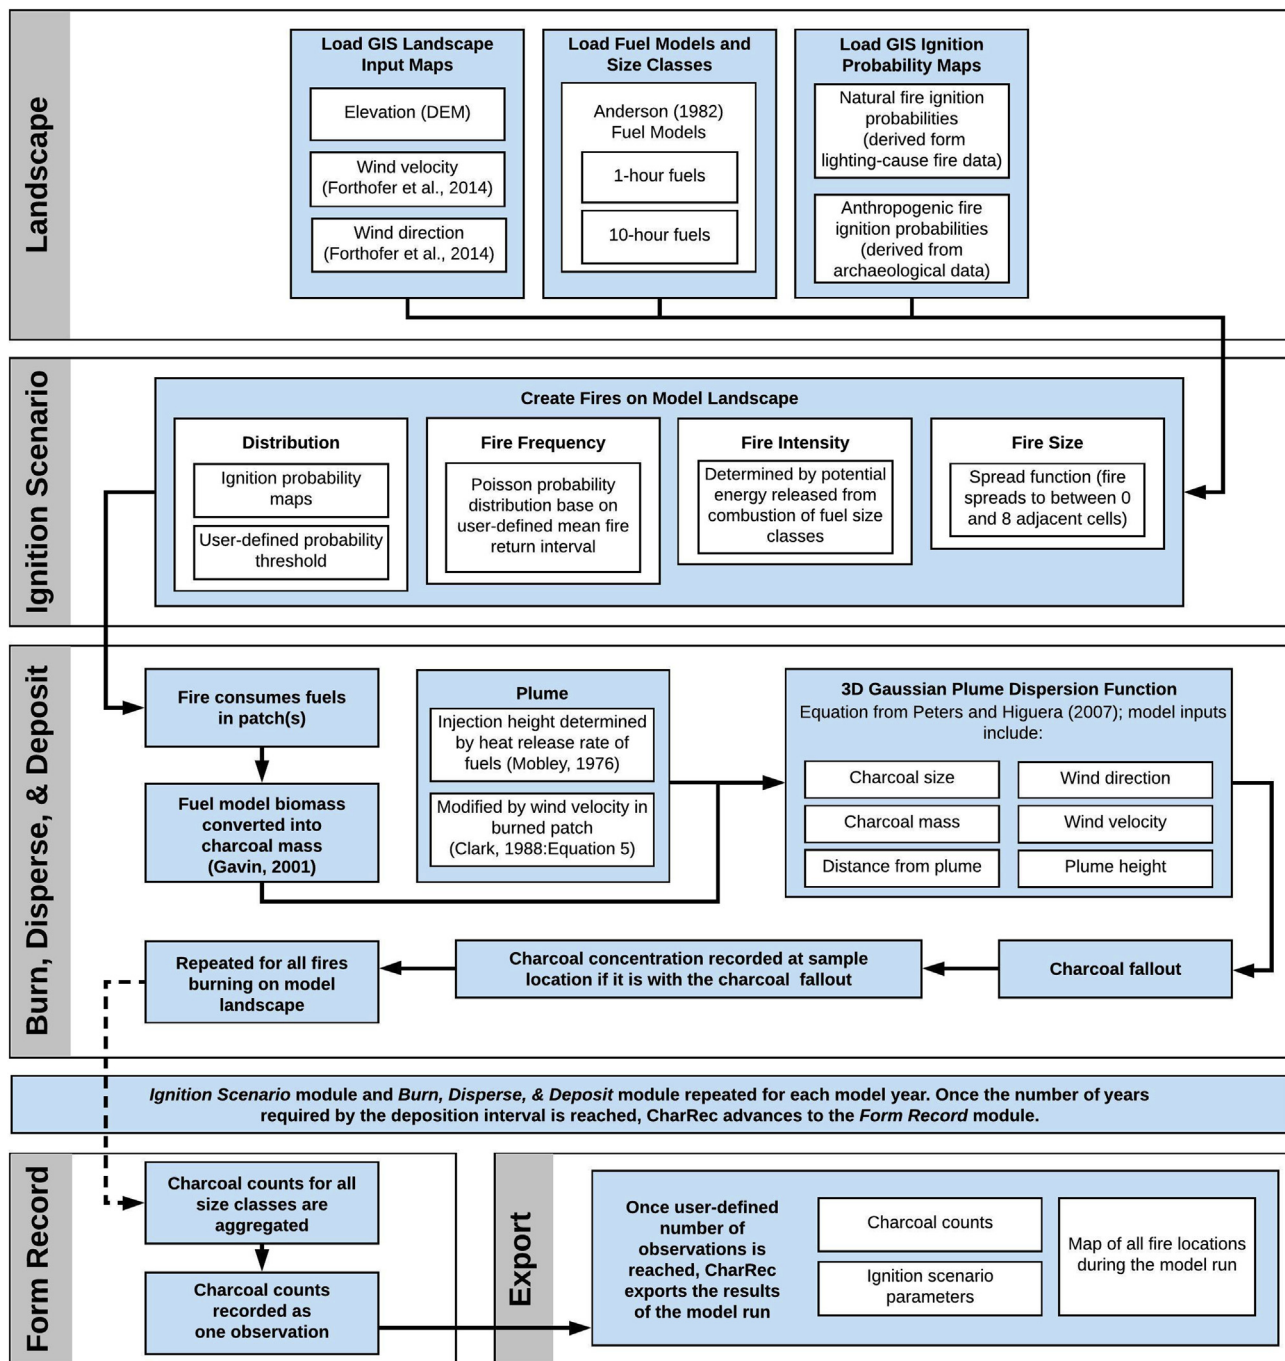 Landscape
Load GIS Landscape
Input Maps
Elevation (DEM)
Wind velocity
(Forthofer et al., 2014)
Wind direction
(Forthofer et al., 2014)
Load Fuel Models and
Size Classes
Anderson (1982)
Fuel Models
1-hour fuels
10-hour fuels
Load GIS Ignition
Probability Maps
Natural fire ignition
probabilities
(derived form
lighting-cause fire data)
Anthropogenic fire
ignition probabilities
(derived from
archaeological data)
Ignition Scenario
Create Fires on Model Landscape
Distribution
Ignition probability
maps
User-defined probability
threshold
Fire Frequency
Poisson probability
distribution base on
user-defined mean fire
return interval
Fire Intensity
Determined by potential
energy released from
combustion of fuel size
classes
Fire Size
Spread function (fire
spreads to between 0
and 8 adjacent cells)
Burn, Disperse, & Deposit
Fire consumes fuels
in patch(s)
Fuel model biomass
converted into
charcoal mass
(Gavin, 2001)
Plume
Injection height determined
by heat release rate of
fuels (Mobley, 1976)
Modified by wind velocity in
burned patch
(Clark, 1988:Equation 5)
3D Gaussian Plume Dispersion Function
Equation from Peters and Higuera (2007); model inputs
include:
Charcoal size
Charcoal mass
Distance from plume
Wind direction
Wind velocity
Plume height
Charcoal fallout
Charcoal concentration recorded at sample
location if it is with the charcoal fallout
Repeated for all fires
burning on model
landscape
Ignition Scenario module and Burn, Disperse, & Deposit module repeated for each model year. Once the number of years
required by the deposition interval is reached, CharRec advances to the Form Record module.
Form Record
Charcoal counts for all
size classes are
aggregated
Charcoal counts
recorded as
one observation
Export
Once user-defined
number of
observations is
reached, CharRec
exports the results
of the model run
Charcoal counts
Ignition scenario
parameters
Map of all fire locations
during the model run